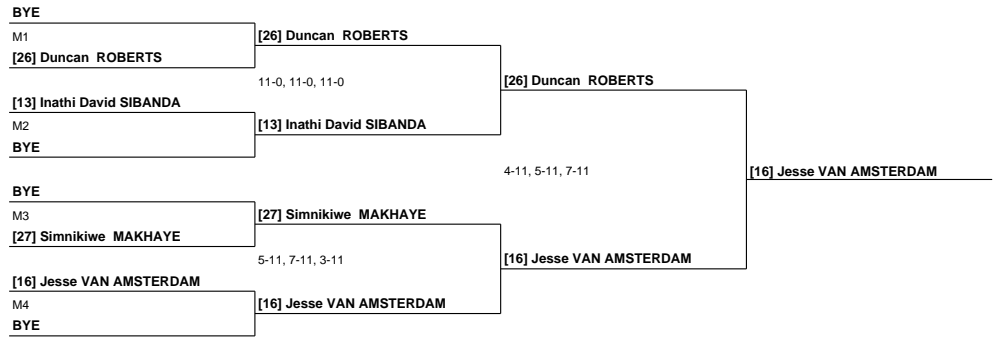 BYE
M1
[26] Duncan  ROBERTS
[26] Duncan  ROBERTS
11-0, 11-0, 11-0
[26] Duncan  ROBERTS
[13] Inathi David SIBANDA
M2
[13] Inathi David SIBANDA
BYE
4-11, 5-11, 7-11
[16] Jesse VAN AMSTERDAM
BYE
M3
[27] Simnikiwe  MAKHAYE
[27] Simnikiwe  MAKHAYE
5-11, 7-11, 3-11
[16] Jesse VAN AMSTERDAM
[16] Jesse VAN AMSTERDAM
M4
[16] Jesse VAN AMSTERDAM
BYE